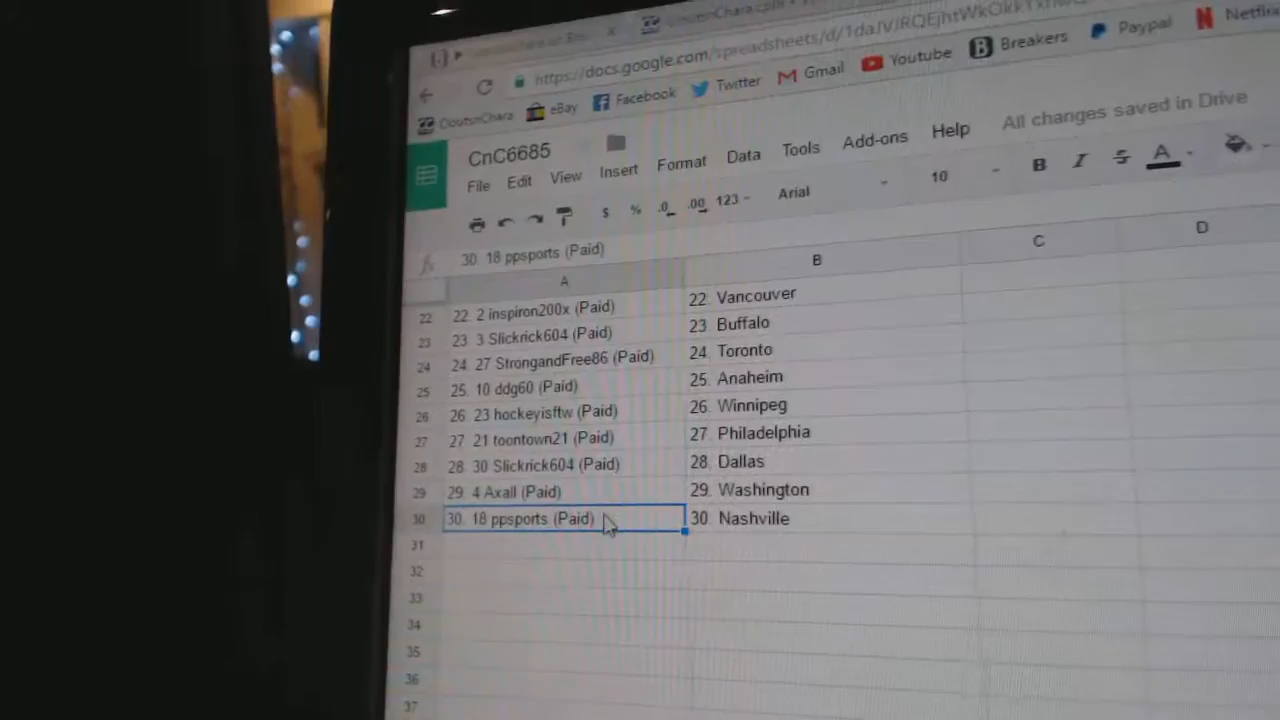 https://docs.google.com/spreadsheets/d/
CloutsnChara eBay Facebook Twitter Gmail Youtube Breakers Paypal Netflix
CnC6685
File Edit View Insert Format Data Tools Add-ons Help All changes saved in Drive
$ % .0 .00 123 Arial 10 B I S A
fx 30. 18 ppsports (Paid)
A B C D
22 22. 2 inspiron200x (Paid) 22. Vancouver
23 23. 3 Slickrick604 (Paid) 23. Buffalo
24 24. 27 StrongandFree86 (Paid) 24. Toronto
25 25. 10 ddg60 (Paid) 25. Anaheim
26 26. 23 hockeyisftw (Paid) 26. Winnipeg
27 27. 21 toontown21 (Paid) 27. Philadelphia
28 28. 30 Slickrick604 (Paid) 28. Dallas
29 29. 4 Axall (Paid) 29. Washington
30 30. 18 ppsports (Paid) 30. Nashville
31
32
33
34
35
36
37